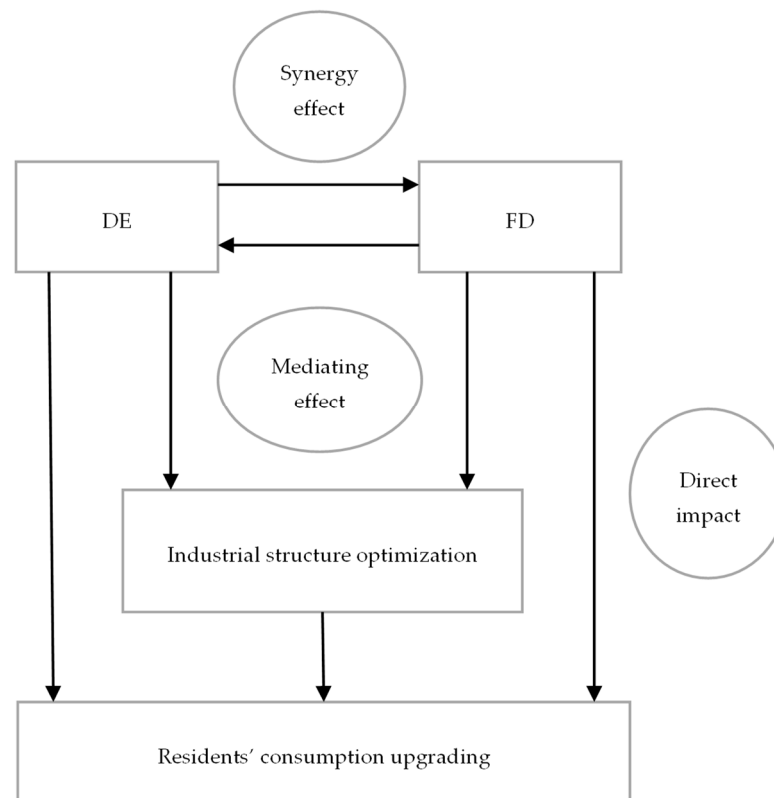 Synergy
effect
DE
FD
Mediating
effect
Direct
impact
Industrial structure optimization
Residents’ consumption upgrading